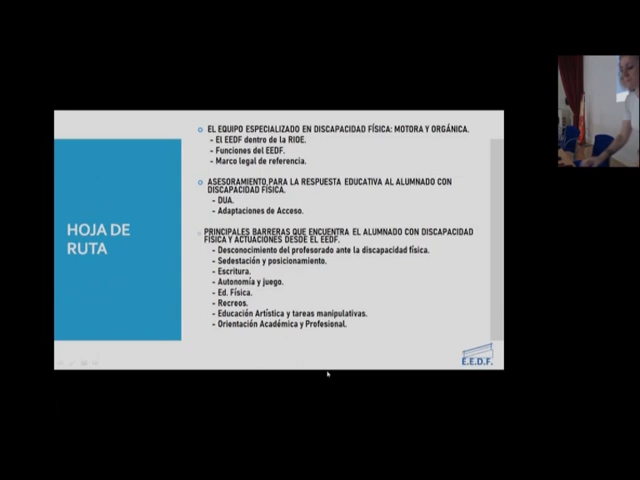 HOJA DE
RUTA
EL EQUIPO ESPECIALIZADO EN DISCAPACIDAD FÍSICA: MOTORA Y ORGÁNICA.
- El EEDF dentro de la RIOE.
- Funciones del EEDF.
- Marco legal de referencia.
ASESORAMIENTO PARA LA RESPUESTA EDUCATIVA AL ALUMNADO CON
DISCAPACIDAD FÍSICA.
- DUA.
- Adaptaciones de Acceso.
PRINCIPALES BARRERAS QUE ENCUENTRA EL ALUMNADO CON DISCAPACIDAD
FÍSICA Y ACTUACIONES DESDE EL EEDF.
- Desconocimiento del profesorado ante la discapacidad física.
- Sedestación y posicionamiento.
- Escritura.
- Autonomía y juego.
- Ed. Física.
- Recreos.
- Educación Artística y tareas manipulativas.
- Orientación Académica y Profesional.
E.E.D.F.